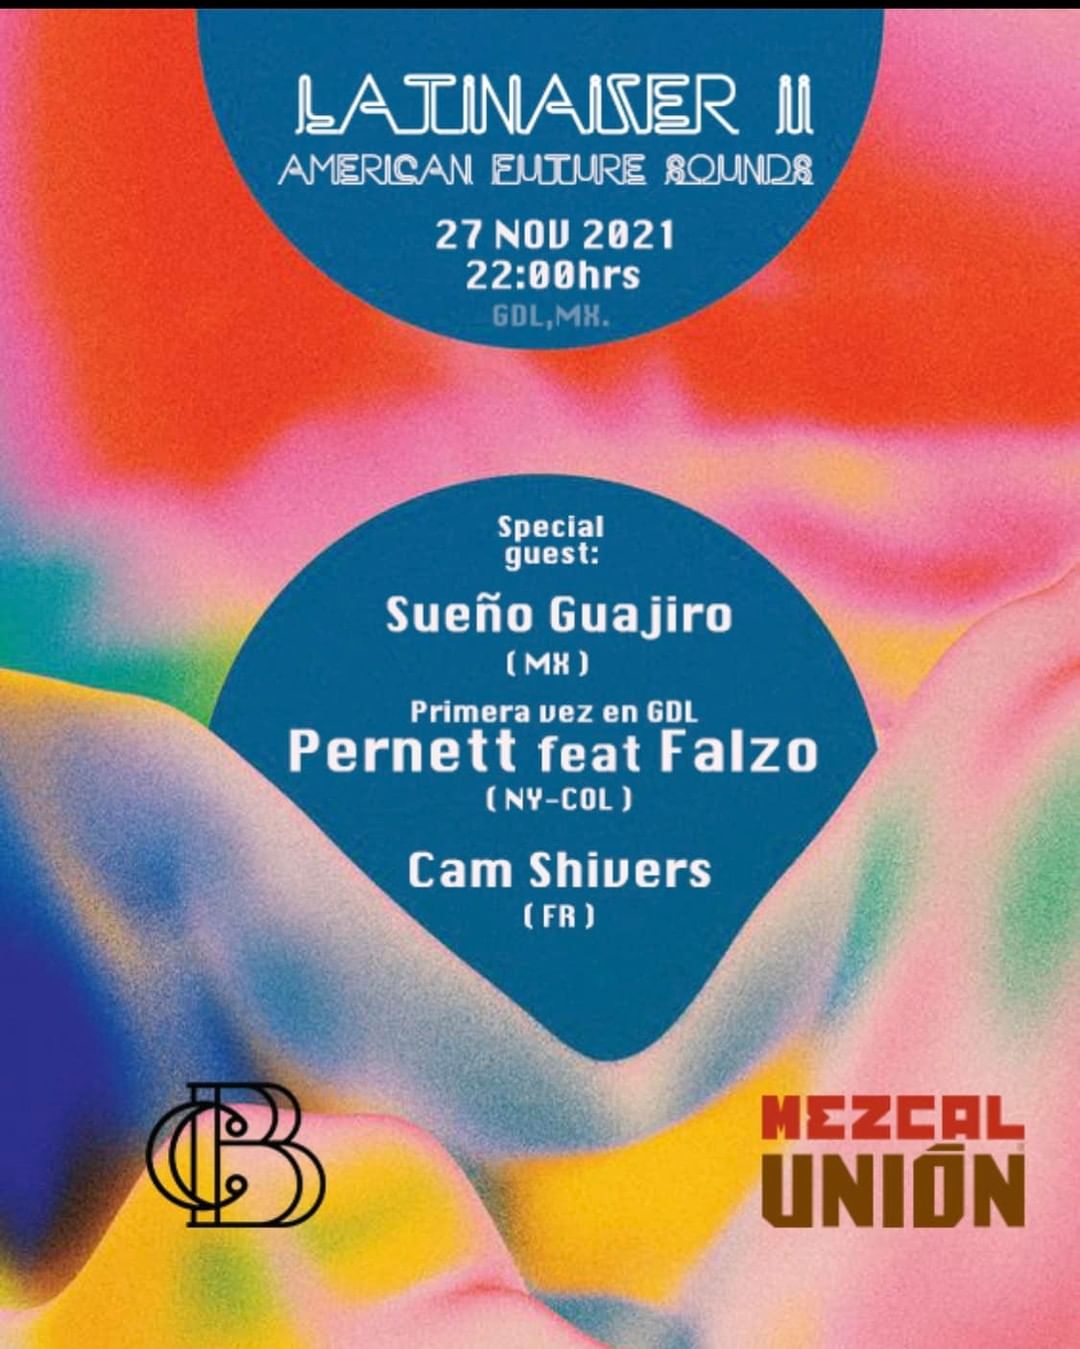 LATINAISER II
AMERICAN FUTURE SOUNDS
27 NOV 2021
22:00hrs
GDL,MX.
Special
guest:
Sueño Guajiro
( MX )
Primera vez en GDL
Pernett feat Falzo
( NY-COL )
Cam Shivers
( FR )
CB
MEZCAL
UNIÓN